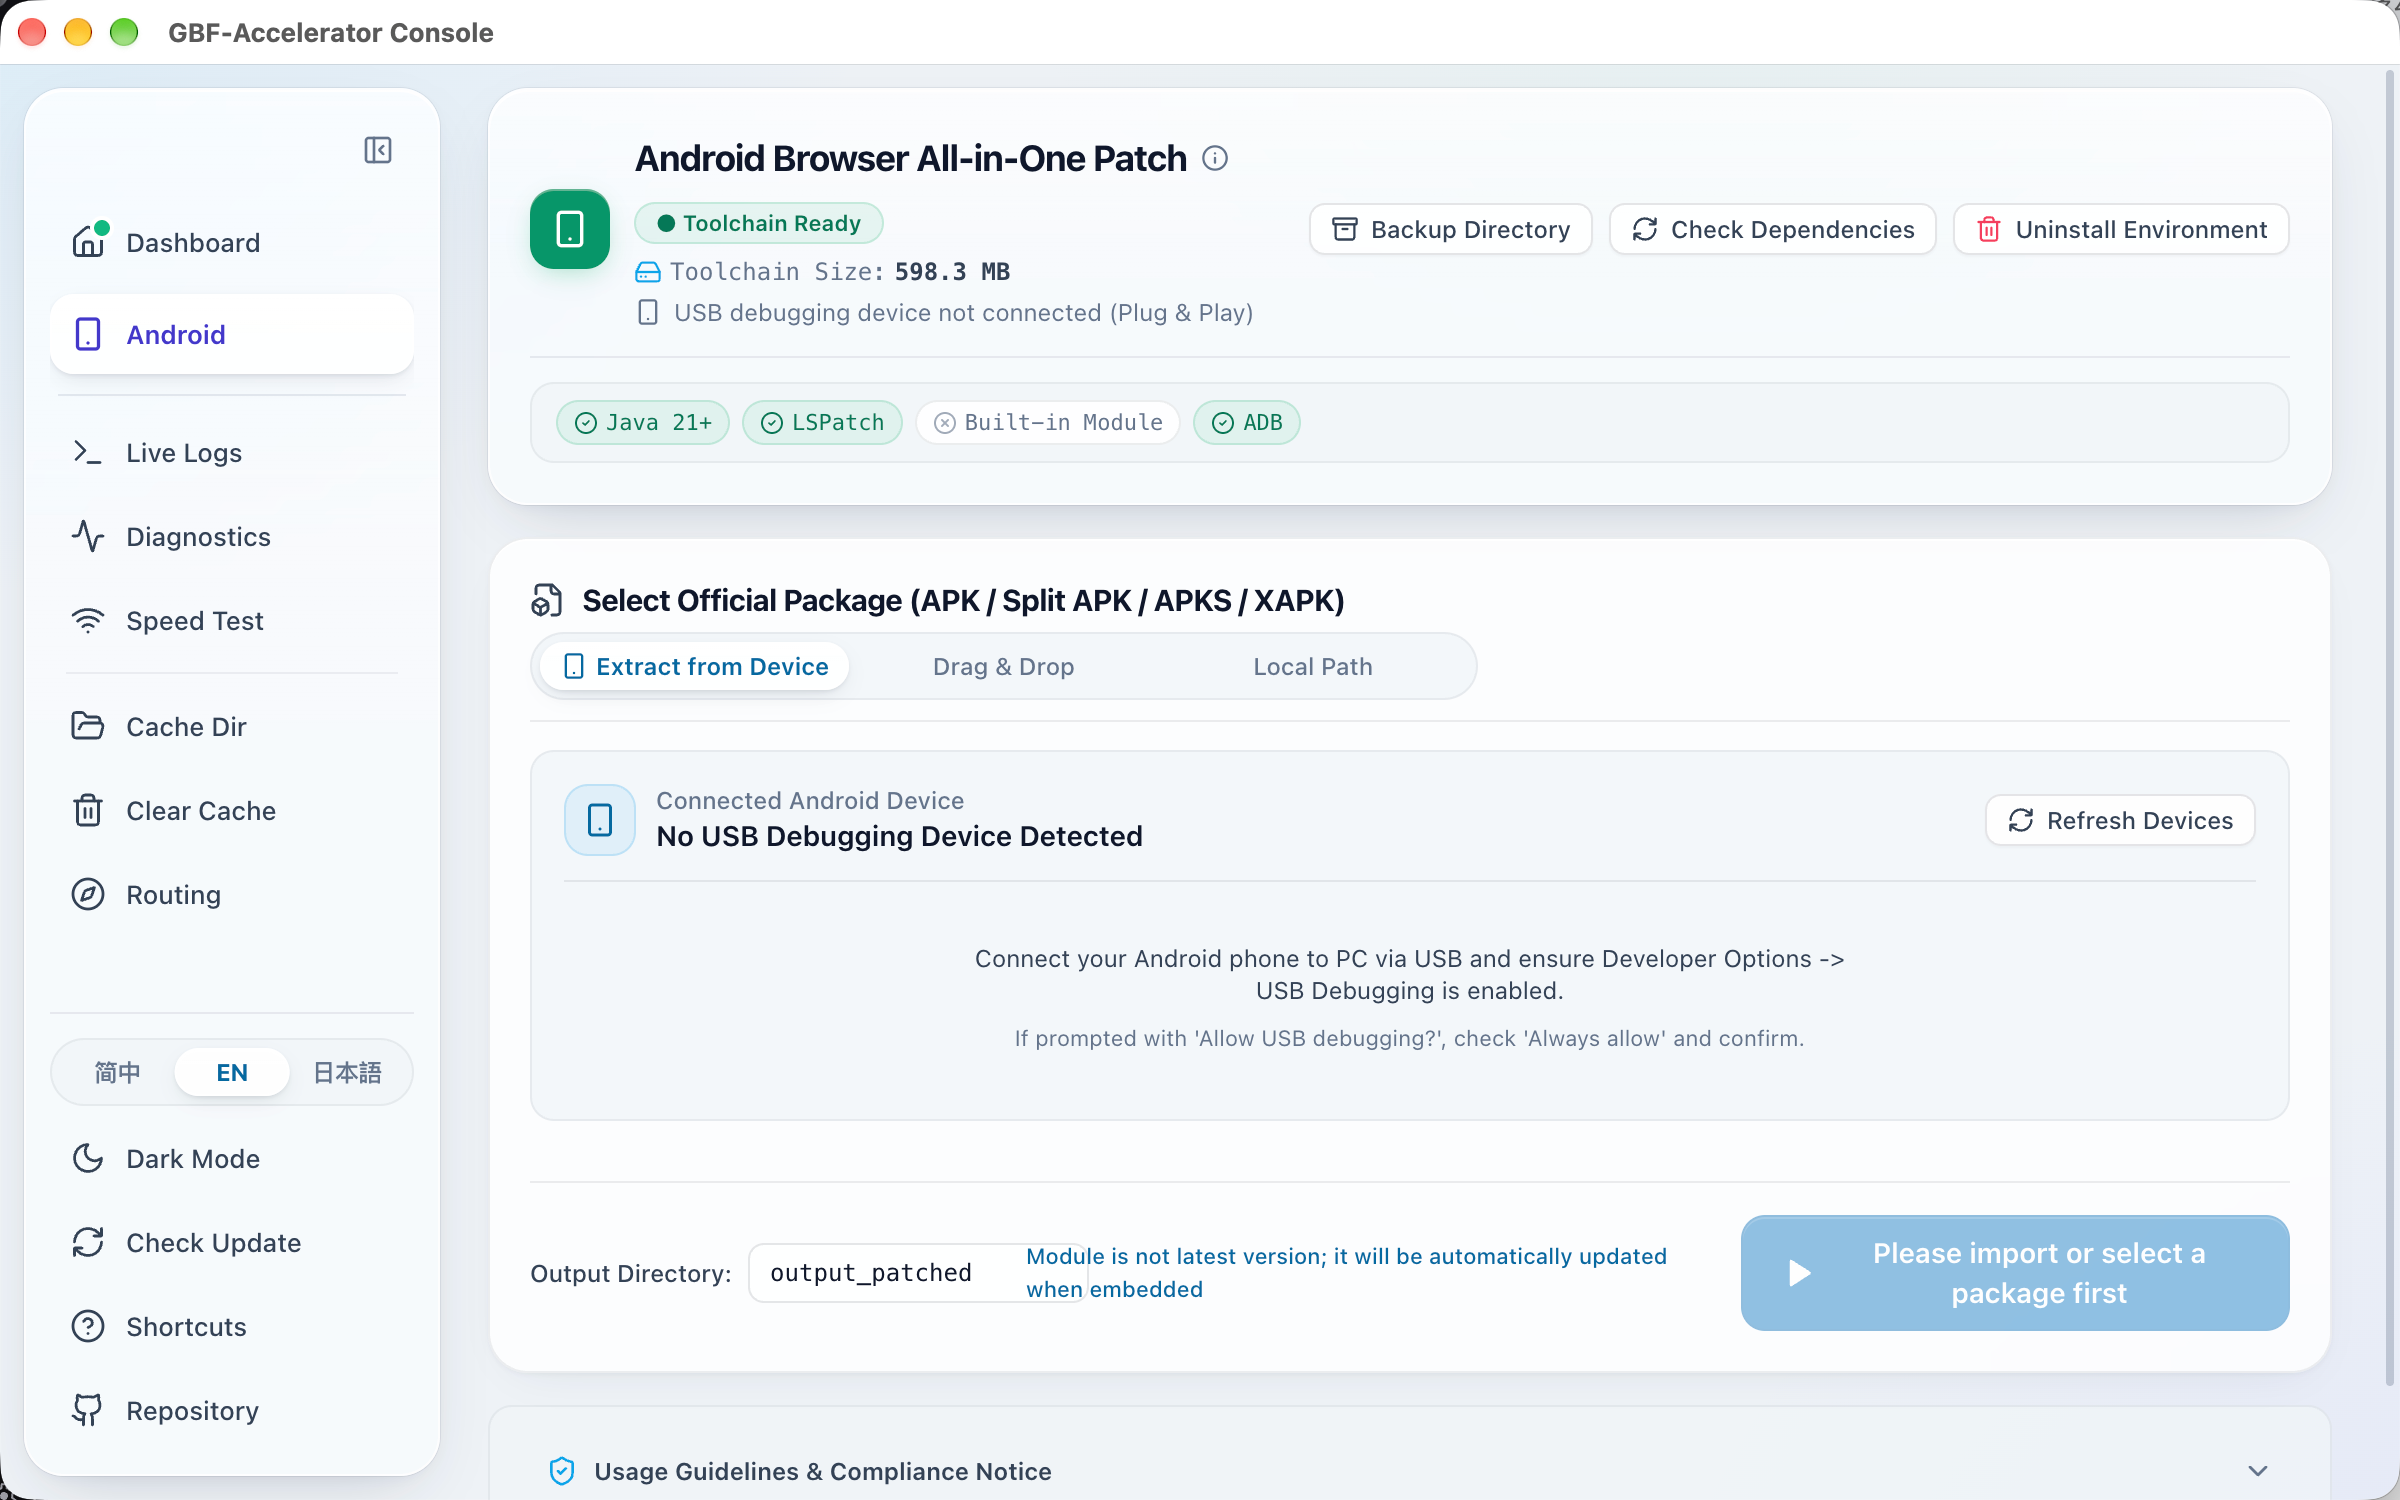 GBF-Accelerator Console
Dashboard
Android
Live Logs
Diagnostics
Speed Test
Cache Dir
Clear Cache
Routing
简中
EN
日本語
Dark Mode
Check Update
Shortcuts
Repository
Android Browser All-in-One Patch
Toolchain Ready
Toolchain Size: 598.3 MB
USB debugging device not connected (Plug & Play)
Backup Directory
Check Dependencies
Uninstall Environment
Java 21+
LSPatch
Built-in Module
ADB
Select Official Package (APK / Split APK / APKS / XAPK)
Extract from Device
Drag & Drop
Local Path
Connected Android Device
No USB Debugging Device Detected
Refresh Devices
Connect your Android phone to PC via USB and ensure Developer Options ->
USB Debugging is enabled.
If prompted with 'Allow USB debugging?', check 'Always allow' and confirm.
Output Directory:
output_patched
Module is not latest version; it will be automatically updated
when embedded
Please import or select a
package first
Usage Guidelines & Compliance Notice